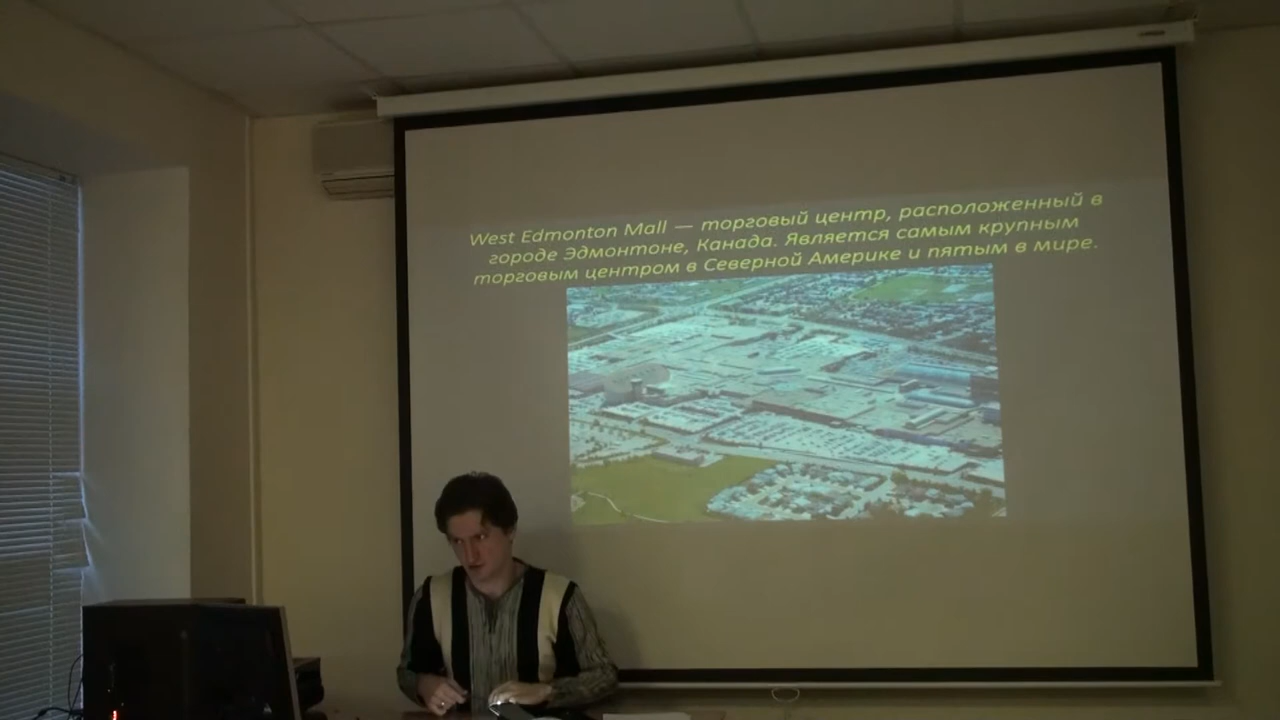 West Edmonton Mall — торговый центр, расположенный в
городе Эдмонтоне, Канада. Является самым крупным
торговым центром в Северной Америке и пятым в мире.